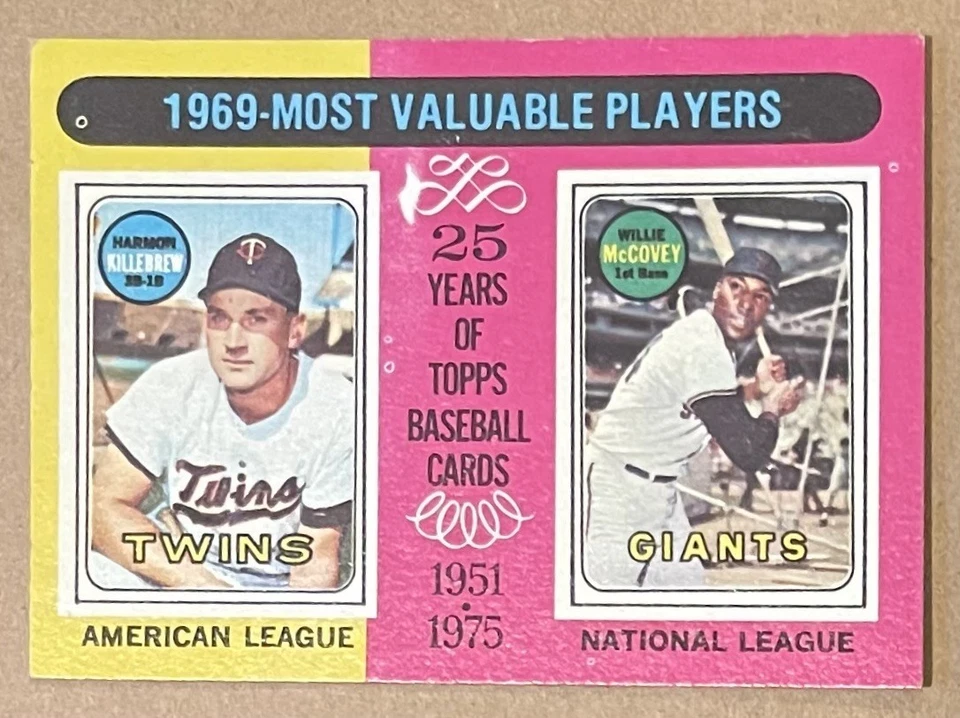 1969-MOST VALUABLE PLAYERS
HARMON
KILLEBREW
3B-1B
Twins
TWINS
AMERICAN LEAGUE
25
YEARS
OF
TOPPS
BASEBALL
CARDS
1951
•
1975
WILLIE
McCOVEY
1st Base
GIANTS
NATIONAL LEAGUE